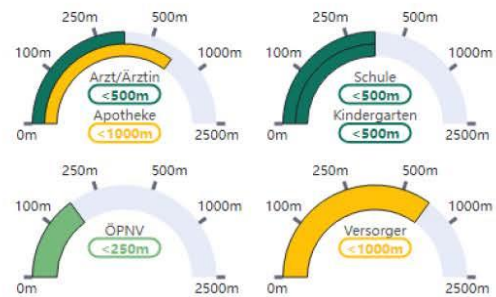 250m 500m
100m 1000m
Arzt/Ärztin
<500m
Apotheke
<1000m
0m 2500m
250m 500m
100m 1000m
Schule
<500m
Kindergarten
<500m
0m 2500m
250m 500m
100m 1000m
ÖPNV
<250m
0m 2500m
250m 500m
100m 1000m
Versorger
<1000m
0m 2500m